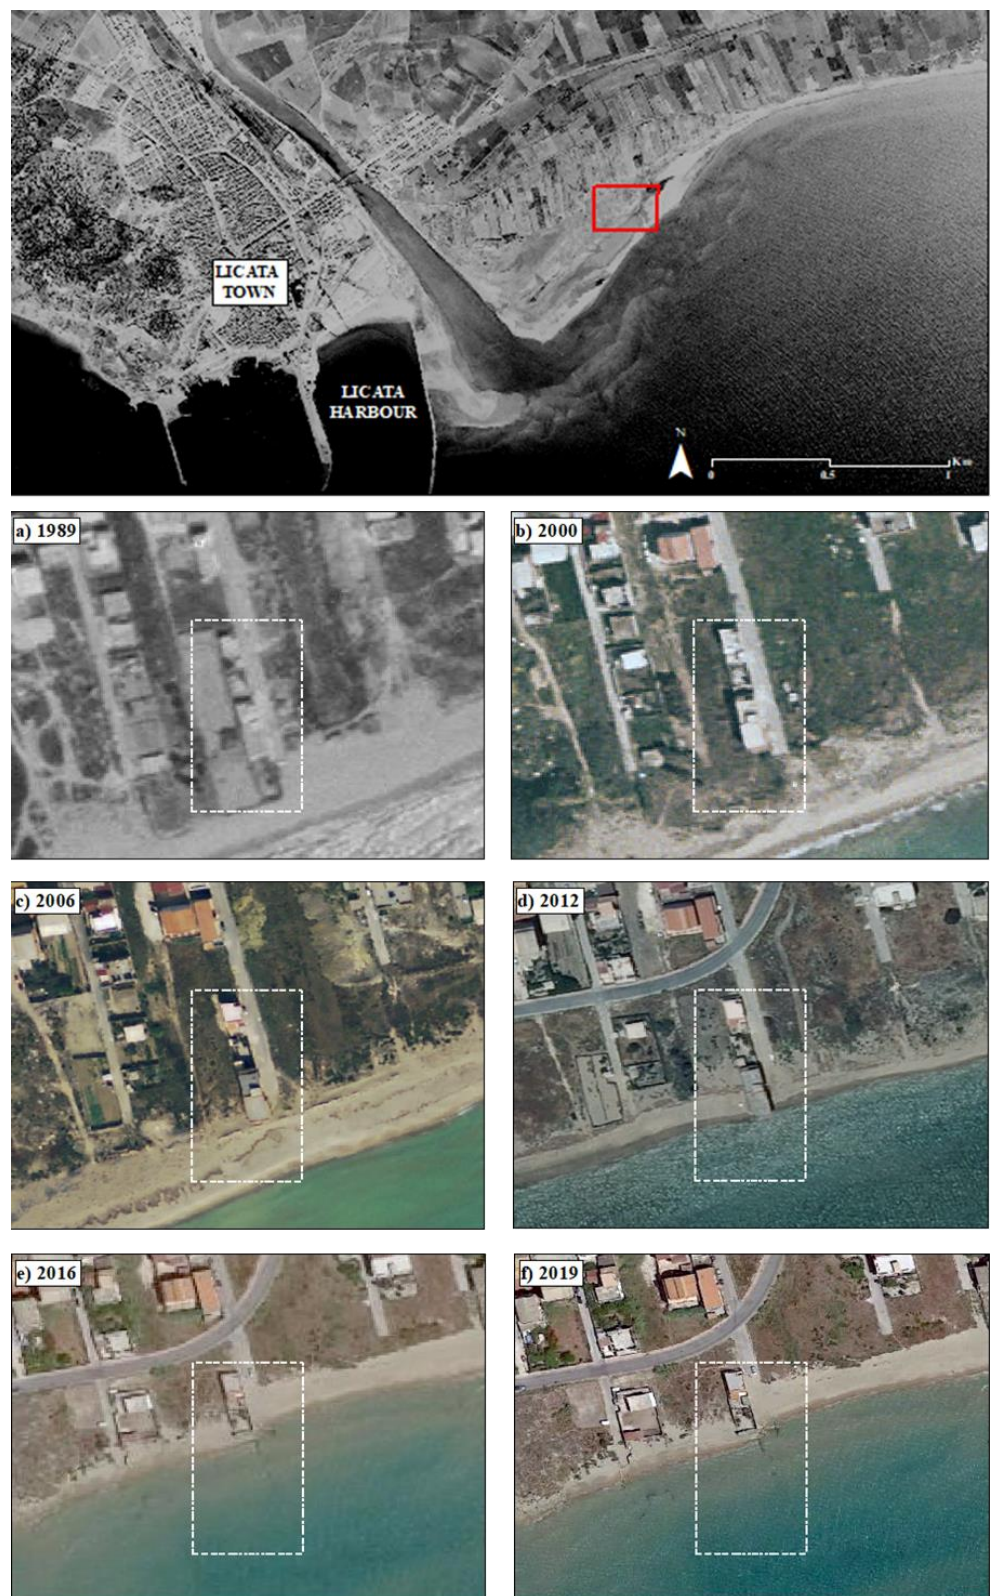 LICATA
TOWN
LICATA
HARBOUR
N
Km
0 0.5 1
a) 1989
b) 2000
c) 2006
d) 2012
e) 2016
f) 2019